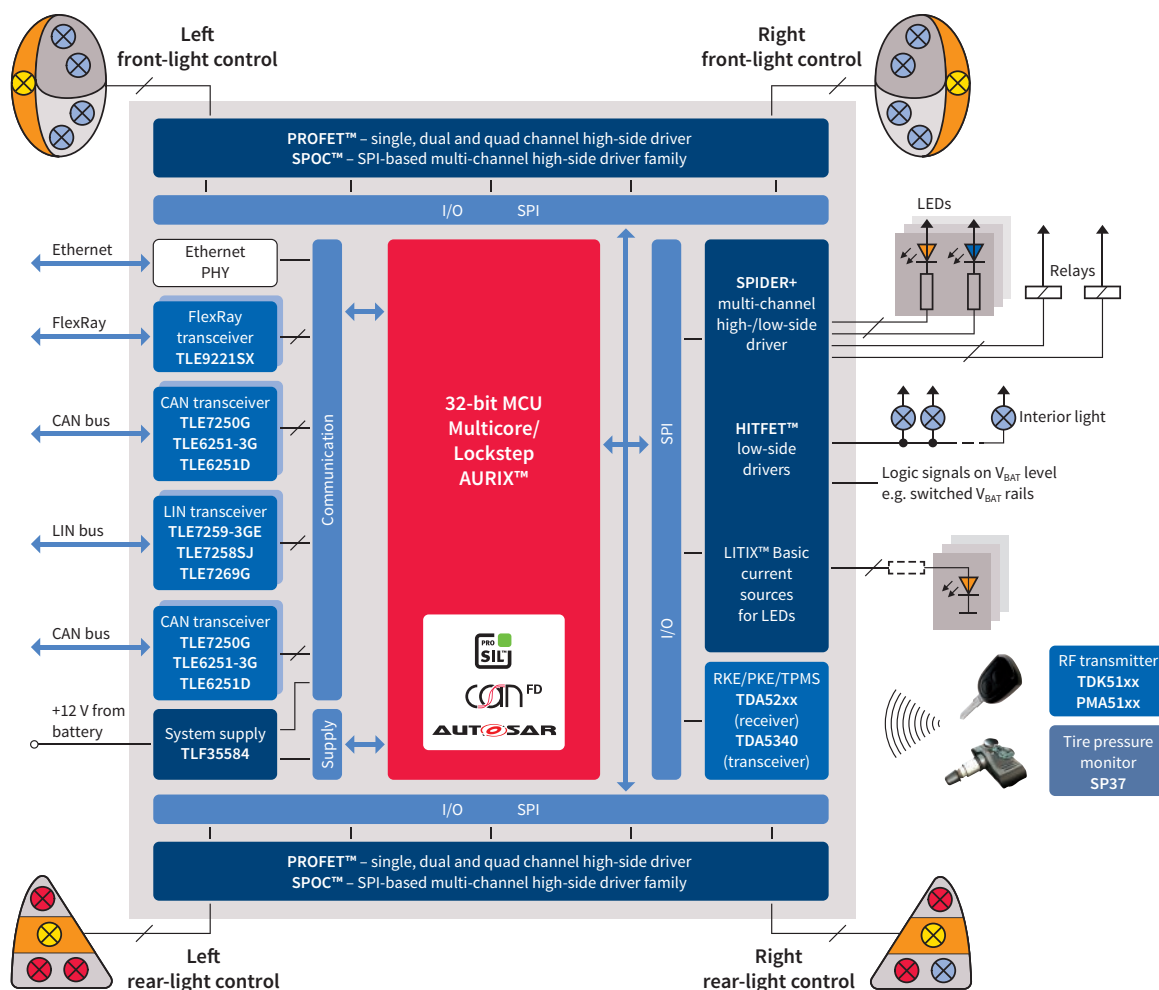 Left
front-light control
Right
front-light control
PROFET™ – single, dual and quad channel high-side driver
SPOC™ – SPI-based multi-channel high-side driver family
I/O SPI
Ethernet
Ethernet
PHY
FlexRay
FlexRay
transceiver
TLE9221SX
CAN bus
CAN transceiver
TLE7250G
TLE6251-3G
TLE6251D
LIN bus
LIN transceiver
TLE7259-3GE
TLE7258SJ
TLE7269G
CAN bus
CAN transceiver
TLE7250G
TLE6251-3G
TLE6251D
+12 V from
battery
System supply
TLF35584
Communication
Supply
32-bit MCU
Multicore/
Lockstep
AURIX™
PRO
SIL™
CAN FD
AUTOSAR
SPI
I/O
SPIDER+
multi-channel
high-/low-side
driver
HITFET™
low-side
drivers
LITIX™ Basic
current
sources
for LEDs
RKE/PKE/TPMS
TDA52xx
(receiver)
TDA5340
(transceiver)
LEDs
Relays
Interior light
Logic signals on VBAT level
e.g. switched VBAT rails
RF transmitter
TDK51xx
PMA51xx
Tire pressure
monitor
SP37
I/O SPI
PROFET™ – single, dual and quad channel high-side driver
SPOC™ – SPI-based multi-channel high-side driver family
Left
rear-light control
Right
rear-light control